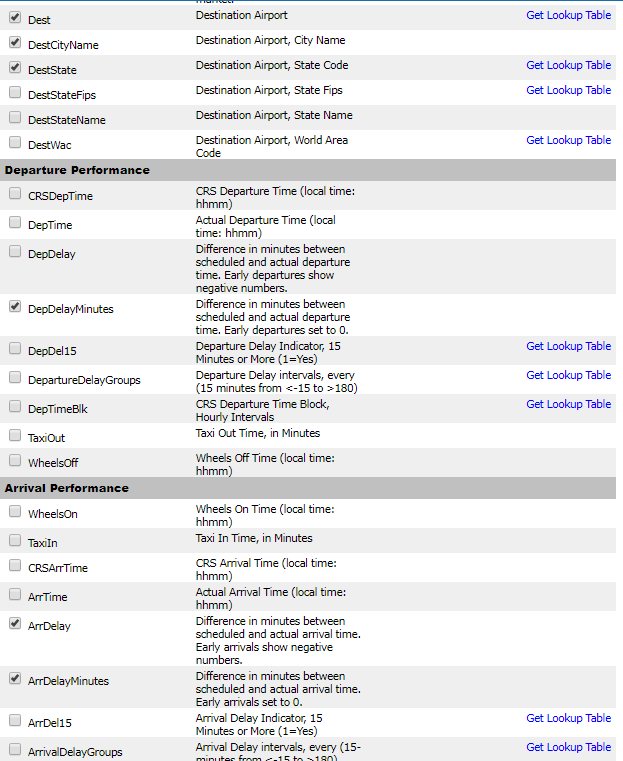 market.
Dest Destination Airport Get Lookup Table
DestCityName Destination Airport, City Name
DestState Destination Airport, State Code Get Lookup Table
DestStateFips Destination Airport, State Fips Get Lookup Table
DestStateName Destination Airport, State Name
DestWac Destination Airport, World Area Get Lookup Table
Code
Departure Performance
CRSDepTime CRS Departure Time (local time:
hhmm)
DepTime Actual Departure Time (local
time: hhmm)
DepDelay Difference in minutes between
scheduled and actual departure
time. Early departures show
negative numbers.
DepDelayMinutes Difference in minutes between
scheduled and actual departure
time. Early departures set to 0.
DepDel15 Departure Delay Indicator, 15 Get Lookup Table
Minutes or More (1=Yes)
DepartureDelayGroups Departure Delay intervals, every Get Lookup Table
(15 minutes from <-15 to >180)
DepTimeBlk CRS Departure Time Block, Get Lookup Table
Hourly Intervals
TaxiOut Taxi Out Time, in Minutes
WheelsOff Wheels Off Time (local time:
hhmm)
Arrival Performance
WheelsOn Wheels On Time (local time:
hhmm)
TaxiIn Taxi In Time, in Minutes
CRSArrTime CRS Arrival Time (local time:
hhmm)
ArrTime Actual Arrival Time (local time:
hhmm)
ArrDelay Difference in minutes between
scheduled and actual arrival time.
Early arrivals show negative
numbers.
ArrDelayMinutes Difference in minutes between
scheduled and actual arrival time.
Early arrivals set to 0.
ArrDel15 Arrival Delay Indicator, 15 Get Lookup Table
Minutes or More (1=Yes)
ArrivalDelayGroups Arrival Delay intervals, every (15- Get Lookup Table
minutes from <-15 to >180)